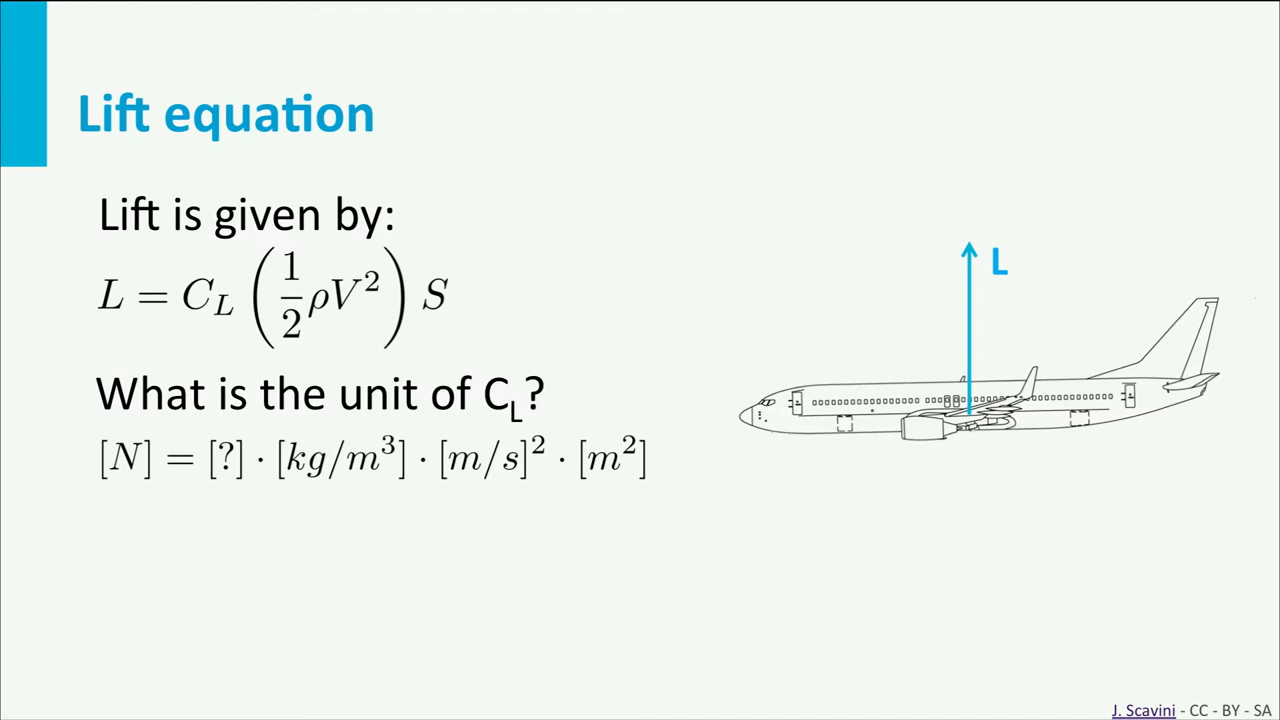 Lift equation
Lift is given by:
L = C_L (1/2 ρV²) S
What is the unit of C_L?
[N] = [?] · [kg/m³] · [m/s]² · [m²]
L
J. Scavini - CC - BY - SA